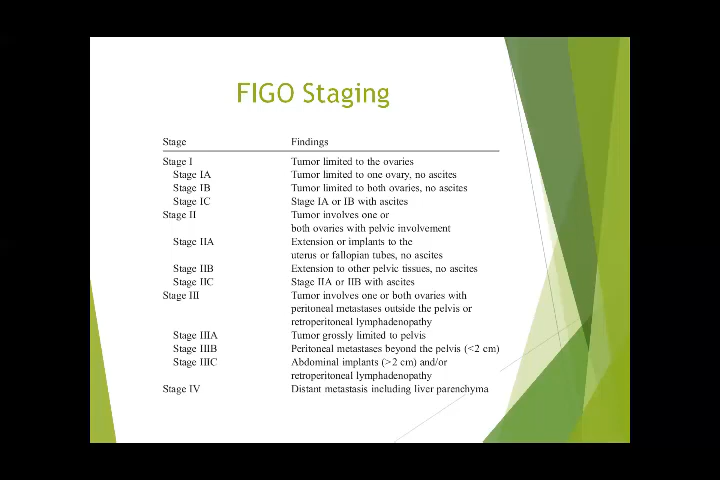 FIGO Staging
Stage Findings
Stage I Tumor limited to the ovaries
Stage IA Tumor limited to one ovary, no ascites
Stage IB Tumor limited to both ovaries, no ascites
Stage IC Stage IA or IB with ascites
Stage II Tumor involves one or
both ovaries with pelvic involvement
Stage IIA Extension or implants to the
uterus or fallopian tubes, no ascites
Stage IIB Extension to other pelvic tissues, no ascites
Stage IIC Stage IIA or IIB with ascites
Stage III Tumor involves one or both ovaries with
peritoneal metastases outside the pelvis or
retroperitoneal lymphadenopathy
Stage IIIA Tumor grossly limited to pelvis
Stage IIIB Peritoneal metastases beyond the pelvis (<2 cm)
Stage IIIC Abdominal implants (>2 cm) and/or
retroperitoneal lymphadenopathy
Stage IV Distant metastasis including liver parenchyma